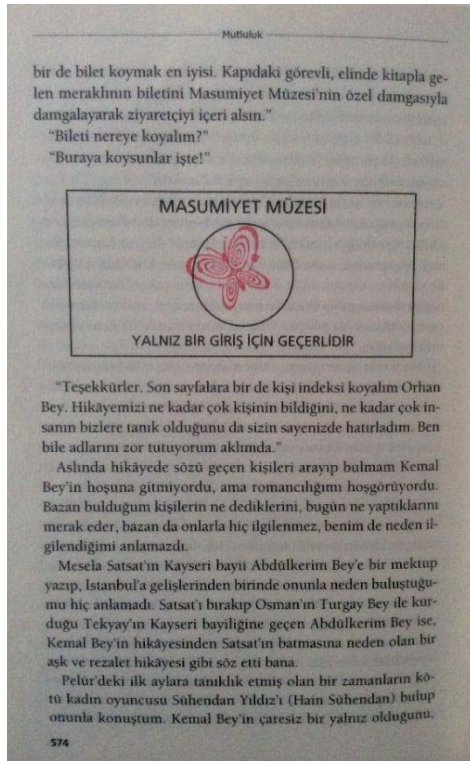 Mutluluk
bir de bilet koymak en iyisi. Kapıdaki görevli, elinde kitapla ge-
len meraklının biletini Masumiyet Müzesi'nin özel damgasıyla
damgalayarak ziyaretçiyi içeri alsın."
"Bileti nereye koyalım?"
"Buraya koysunlar işte!"
MASUMİYET MÜZESİ
YALNIZ BİR GİRİŞ İÇİN GEÇERLİDİR
"Teşekkürler. Son sayfalara bir de kişi indeksi koyalım Orhan
Bey. Hikâyemizi ne kadar çok kişinin bildiğini, ne kadar çok in-
sanın bizlere tanık olduğunu da sizin sayenizde hatırladım. Ben
bile adlarını zor tutuyorum aklımda."
Aslında hikâyede sözü geçen kişileri arayıp bulmam Kemal
Bey'in hoşuna gitmiyordu, ama romancılığımı hoşgörüyordu.
Bazan bulduğum kişilerin ne dediklerini, bugün ne yaptıklarını
merak eder, bazan da onlarla hiç ilgilenmez, benim de neden il-
gilendiğimi anlamazdı.
Mesela Satsat'ın Kayseri bayii Abdülkerim Bey'e bir mektup
yazıp, İstanbul'a gelişlerinden birinde onunla neden buluştuğu-
mu hiç anlamadı. Satsat'ı bırakıp Osman'ın Turgay Bey ile kur-
duğu Tekyay'ın Kayseri bayiliğine geçen Abdülkerim Bey ise,
Kemal Bey'in hikâyesinden Satsat'ın batmasına neden olan bir
aşk ve rezalet hikâyesi gibi söz etti bana.
Pelür'deki ilk aylara tanıklık etmiş olan bir zamanların kö-
tü kadın oyuncusu Sühendan Yıldız'ı (Hain Sühendan) bulup
onunla konuştum. Kemal Bey'in çaresiz bir yalnız olduğunu,
574